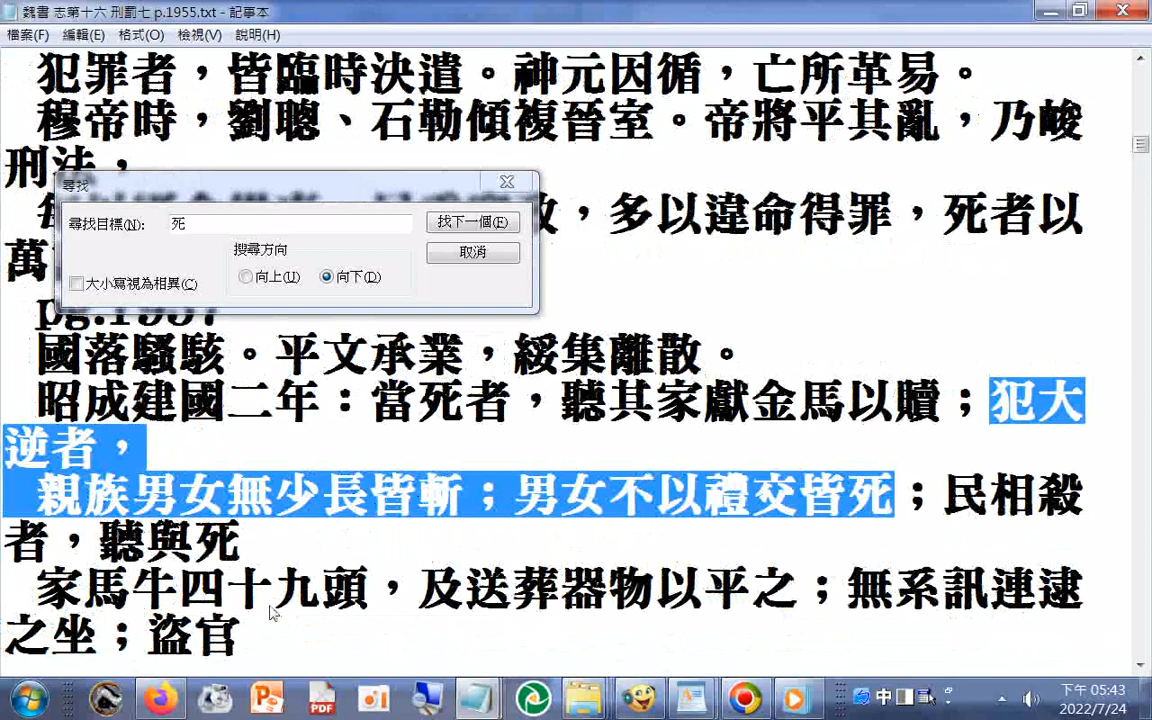 魏書 志第十六 刑罰七 p.1955.txt - 記事本
檔案(F) 編輯(E) 格式(O) 檢視(V) 說明(H)
犯罪者，皆臨時決遣。神元因循，亡所革易。
穆帝時，劉聰、石勒傾複晉室。帝將平其亂，乃峻
刑法，
，多以違命得罪，死者以
萬
國落騷駭。平文承業，綏集離散。
昭成建國二年：當死者，聽其家獻金馬以贖；犯大
逆者，
親族男女無少長皆斬；男女不以禮交皆死；民相殺
者，聽與死
家馬牛四十九頭，及送葬器物以平之；無系訊連逮
之坐；盜官
尋找
尋找目標(N): 死
找下一個(F)
搜尋方向
取消
大小寫視為相異(C)
向上(U) 向下(D)
PDF
中
下午 05:43
2022/7/24